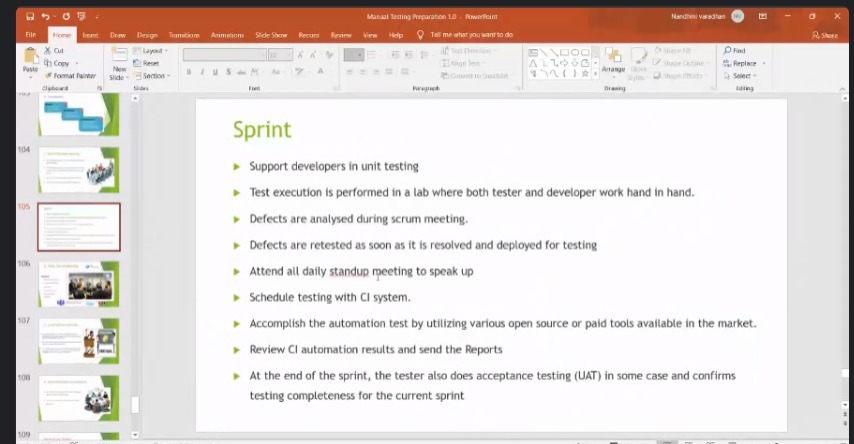 Manual Testing Preparation 1.0 - PowerPoint
Nandhini varadhan
File Home Insert Draw Design Transitions Animations Slide Show Record Review View Help Tell me what you want to do
Share
Paste
Cut
Copy
Format Painter
Clipboard
New
Slide
Layout
Reset
Section
Slides
Font
Text Direction
Align Text
Convert to SmartArt
Paragraph
Arrange
Quick
Styles
Shape Fill
Shape Outline
Shape Effects
Drawing
Find
Replace
Select
Editing
104
105
106
107
108
109
Sprint
Support developers in unit testing
Test execution is performed in a lab where both tester and developer work hand in hand.
Defects are analysed during scrum meeting.
Defects are retested as soon as it is resolved and deployed for testing
Attend all daily standup meeting to speak up
Schedule testing with CI system.
Accomplish the automation test by utilizing various open source or paid tools available in the market.
Review CI automation results and send the Reports
At the end of the sprint, the tester also does acceptance testing (UAT) in some case and confirms
testing completeness for the current sprint